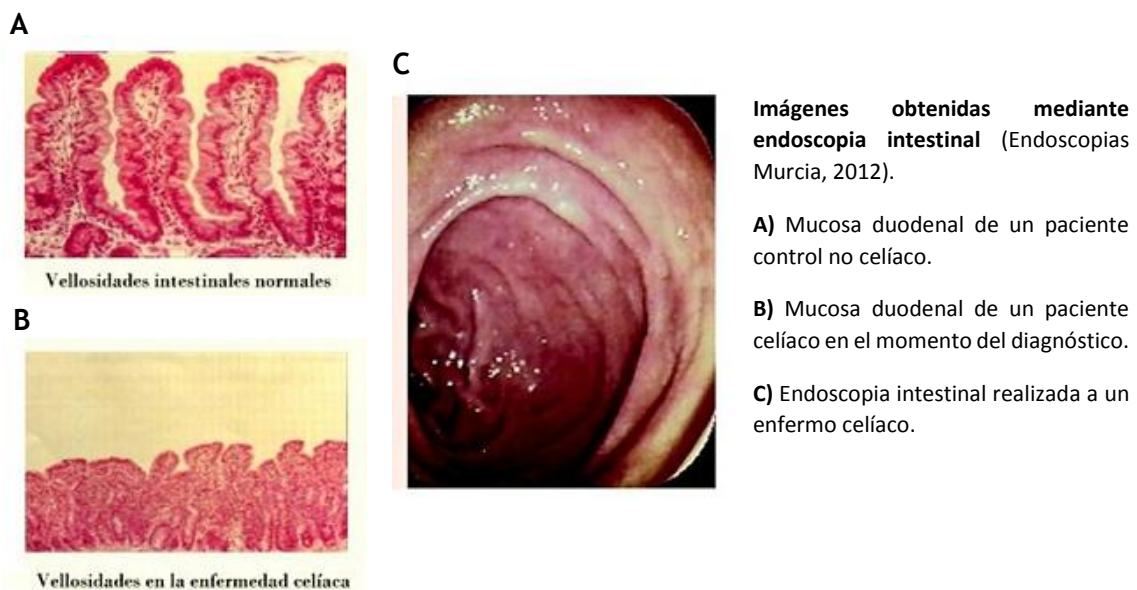 A
Vellosidades intestinales normales
B
Vellosidades en la enfermedad celíaca
C
Imágenes obtenidas mediante
endoscopia intestinal (Endoscopias
Murcia, 2012).
A) Mucosa duodenal de un paciente
control no celíaco.
B) Mucosa duodenal de un paciente
celíaco en el momento del diagnóstico.
C) Endoscopia intestinal realizada a un
enfermo celíaco.